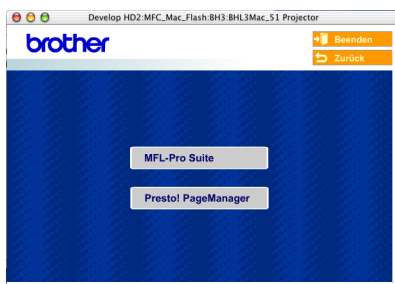 Develop HD2:MFC_Mac_Flash:BH3:BHL3Mac_51 Projector
brother
Beenden
Zurück
MFL-Pro Suite
Presto! PageManager